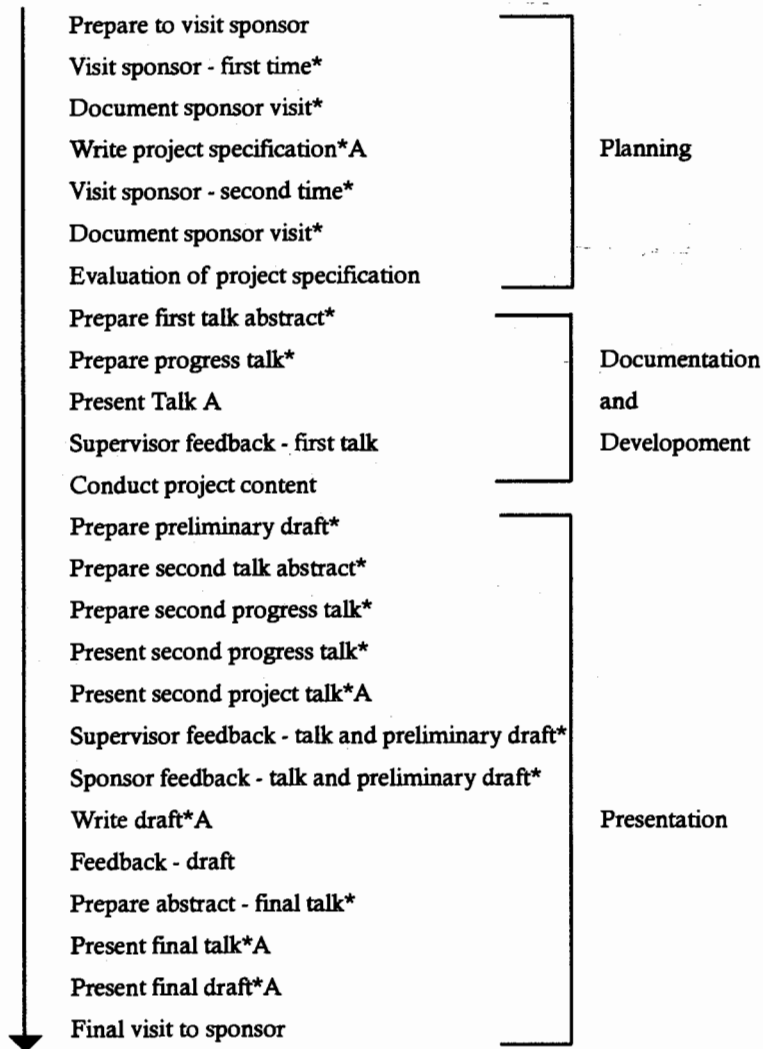 Prepare to visit sponsor
Visit sponsor - first time*
Document sponsor visit*
Write project specification*A
Planning
Visit sponsor - second time*
Document sponsor visit*
Evaluation of project specification
Prepare first talk abstract*
Prepare progress talk*
Documentation
Present Talk A
and
Supervisor feedback - first talk
Developoment
Conduct project content
Prepare preliminary draft*
Prepare second talk abstract*
Prepare second progress talk*
Present second progress talk*
Present second project talk*A
Supervisor feedback - talk and preliminary draft*
Sponsor feedback - talk and preliminary draft*
Write draft*A
Presentation
Feedback - draft
Prepare abstract - final talk*
Present final talk*A
Present final draft*A
Final visit to sponsor